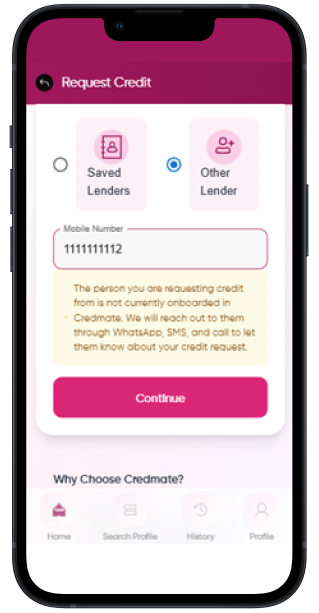 Request Credit
Saved
Lenders
Other
Lender
Mobile Number
1111111112
The person you are requesting credit
from is not currently onboarded in
Credmate. We will reach out to them
through WhatsApp, SMS, and call to let
them know about your credit request.
Continue
Why Choose Credmate?
Home
Search Profile
History
Profile